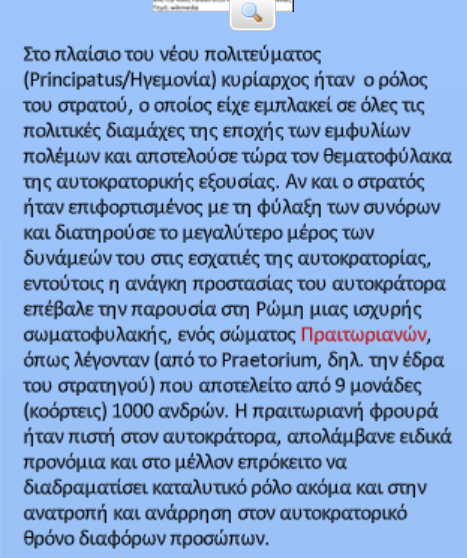 Στο πλαίσιο του νέου πολιτεύματος
(Principatus/Ηγεμονία) κυρίαρχος ήταν ο ρόλος
του στρατού, ο οποίος είχε εμπλακεί σε όλες τις
πολιτικές διαμάχες της εποχής των εμφυλίων
πολέμων και αποτελούσε τώρα τον θεματοφύλακα
της αυτοκρατορικής εξουσίας. Αν και ο στρατός
ήταν επιφορτισμένος με τη φύλαξη των συνόρων
και διατηρούσε το μεγαλύτερο μέρος των
δυνάμεών του στις εσχατιές της αυτοκρατορίας,
εντούτοις η ανάγκη προστασίας του αυτοκράτορα
επέβαλε την παρουσία στη Ρώμη μιας ισχυρής
σωματοφυλακής, ενός σώματος Πραιτωριανών,
όπως λέγονταν (από το Praetorium, δηλ. την έδρα
του στρατηγού) που αποτελείτο από 9 μονάδες
(κοόρτεις) 1000 ανδρών. Η πραιτωριανή φρουρά
ήταν πιστή στον αυτοκράτορα, απολάμβανε ειδικά
προνόμια και στο μέλλον επρόκειτο να
διαδραματίσει καταλυτικό ρόλο ακόμα και στην
ανατροπή και ανάρρηση στον αυτοκρατορικό
θρόνο διαφόρων προσώπων.